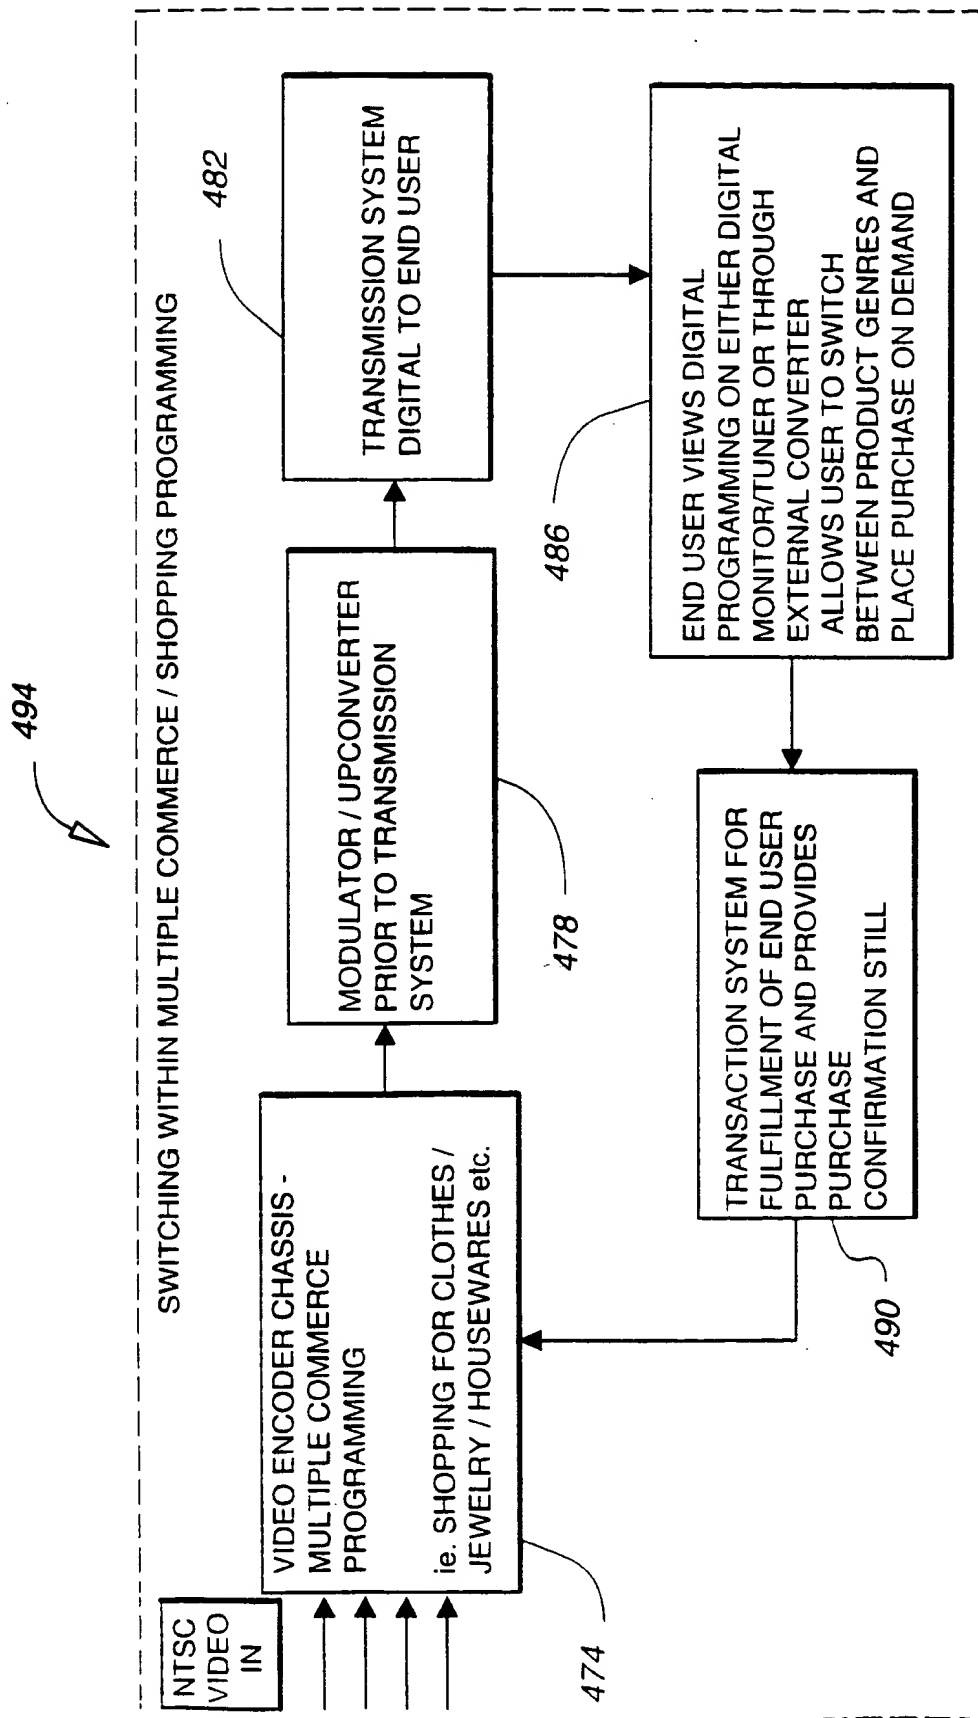 494
SWITCHING WITHIN MULTIPLE COMMERCE / SHOPPING PROGRAMMING
NTSC
VIDEO
IN
VIDEO ENCODER CHASSIS -
MULTIPLE COMMERCE
PROGRAMMING
ie. SHOPPING FOR CLOTHES /
JEWELRY / HOUSEWARES etc.
474
MODULATOR / UPCONVERTER
PRIOR TO TRANSMISSION
SYSTEM
478
TRANSMISSION SYSTEM
DIGITAL TO END USER
482
END USER VIEWS DIGITAL
PROGRAMMING ON EITHER DIGITAL
MONITOR/TUNER OR THROUGH
EXTERNAL CONVERTER
ALLOWS USER TO SWITCH
BETWEEN PRODUCT GENRES AND
PLACE PURCHASE ON DEMAND
486
TRANSACTION SYSTEM FOR
FULFILLMENT OF END USER
PURCHASE AND PROVIDES
PURCHASE
CONFIRMATION STILL
490